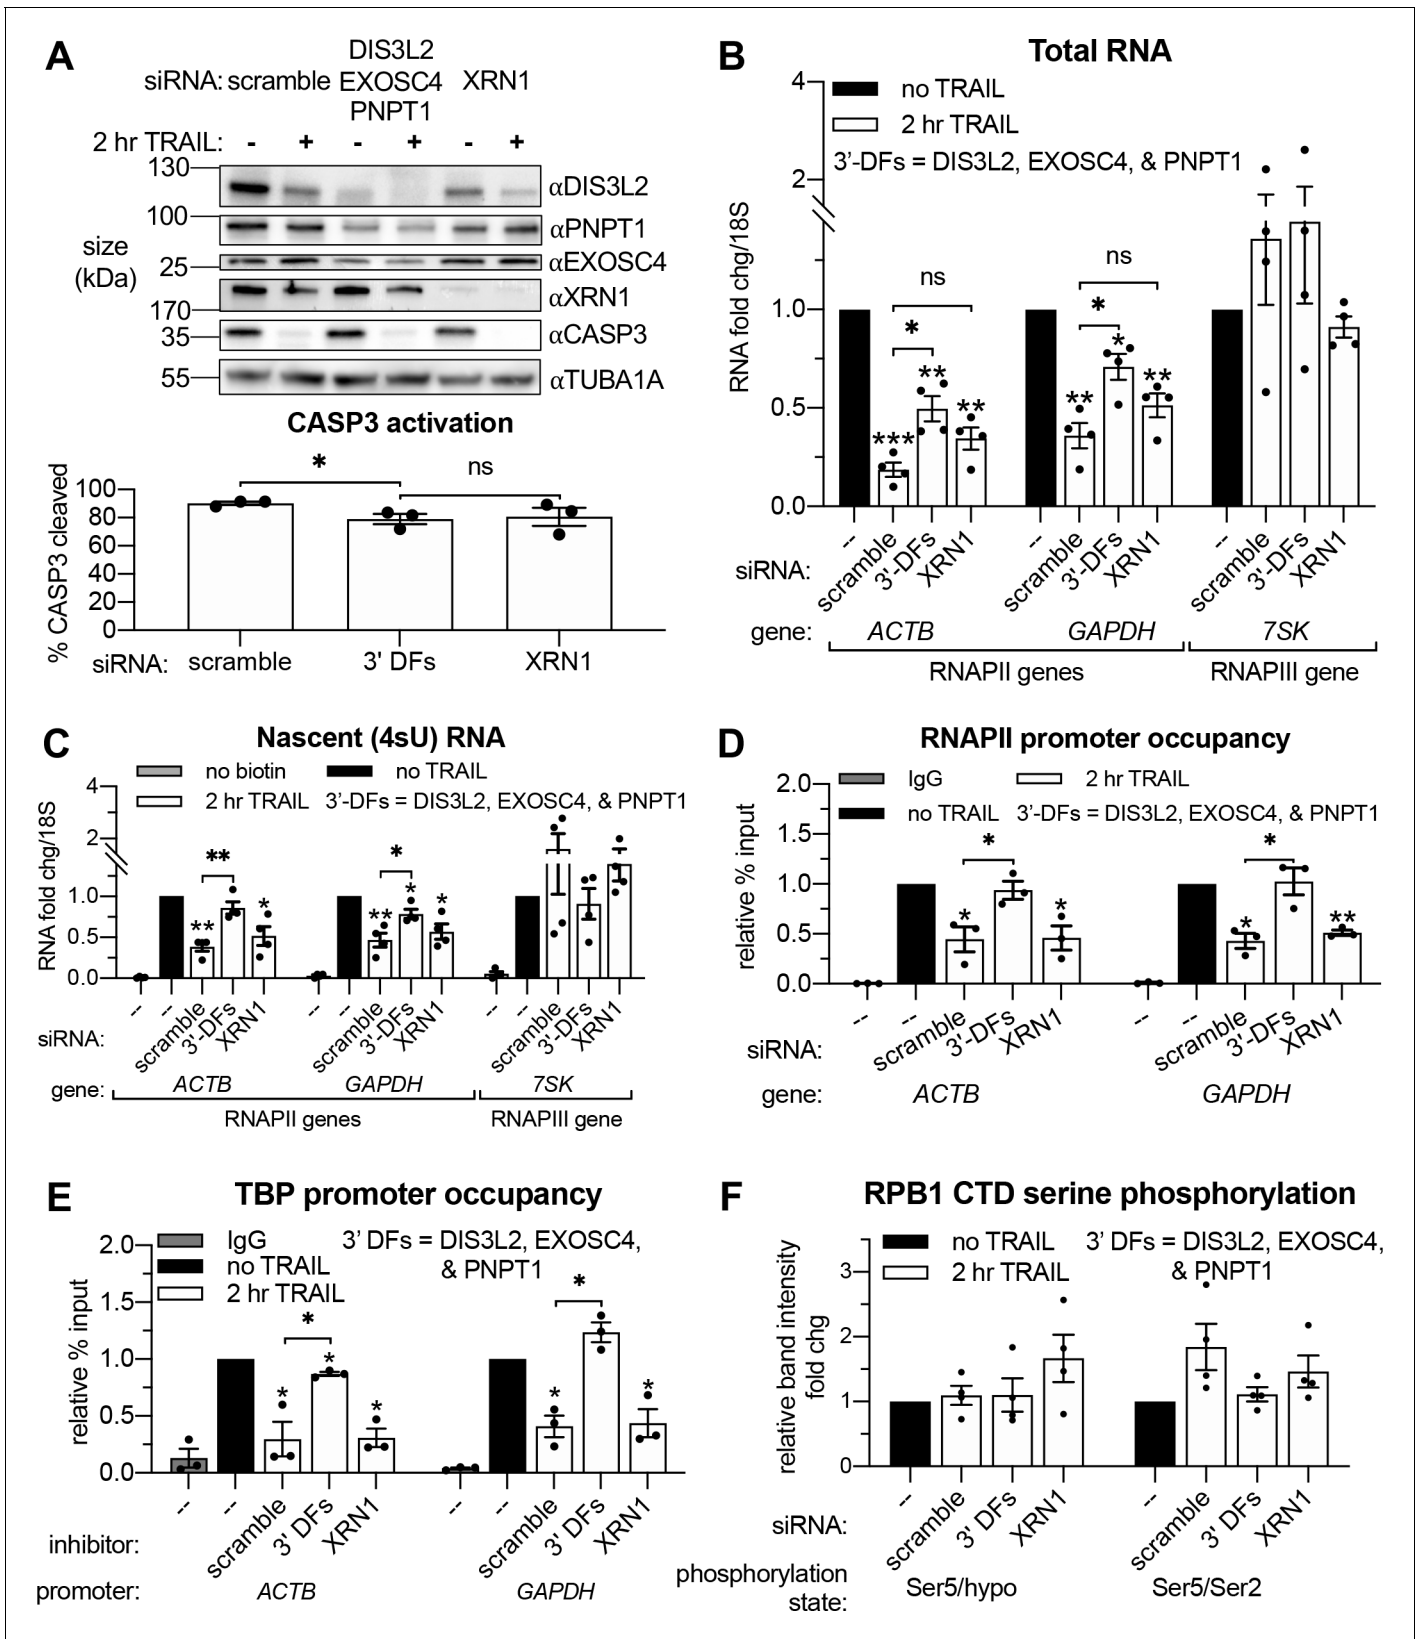 A
DIS3L2
siRNA: scramble EXOSC4 XRN1
PNPT1
2 hr TRAIL: - + - + - +
130
αDIS3L2
100
αPNPT1
size
(kDa)
25
αEXOSC4
αXRN1
170
35
αCASP3
55
αTUBA1A
CASP3 activation
% CASP3 cleaved
100
80
60
40
20
0
* ns
siRNA: scramble 3' DFs XRN1
B
Total RNA
no TRAIL
2 hr TRAIL
3’-DFs = DIS3L2, EXOSC4, & PNPT1
RNA fold chg/18S
4
2
1.0
0.5
0.0
ns ns
* *
*** ** ** ** * **
siRNA: -- scramble 3'-DFs XRN1 -- scramble 3'-DFs XRN1 -- scramble 3'-DFs XRN1
gene: ACTB GAPDH 7SK
RNAPII genes RNAPIII gene
C
Nascent (4sU) RNA
no biotin no TRAIL
2 hr TRAIL 3’-DFs = DIS3L2, EXOSC4, & PNPT1
RNA fold chg/18S
4
2
1.0
0.5
0.0
** *
** * ** * *
siRNA: -- -- scramble 3'-DFs XRN1 -- -- scramble 3'-DFs XRN1 -- -- scramble 3'-DFs XRN1
gene: ACTB GAPDH 7SK
RNAPII genes RNAPIII gene
D
RNAPII promoter occupancy
IgG 2 hr TRAIL
no TRAIL 3’-DFs = DIS3L2, EXOSC4, & PNPT1
relative % input
2.0
1.5
1.0
0.5
0.0
* *
* * * **
siRNA: -- -- scramble 3'-DFs XRN1 -- -- scramble 3'-DFs XRN1
gene: ACTB GAPDH
E
TBP promoter occupancy
IgG 3’ DFs = DIS3L2, EXOSC4,
no TRAIL & PNPT1
2 hr TRAIL
relative % input
2.0
1.5
1.0
0.5
0.0
* *
* * * * *
inhibitor: -- -- scramble 3' DFs XRN1 -- -- scramble 3' DFs XRN1
promoter: ACTB GAPDH
F
RPB1 CTD serine phosphorylation
no TRAIL 3’ DFs = DIS3L2, EXOSC4,
2 hr TRAIL & PNPT1
relative band intensity
fold chg
3
2
1
0
siRNA: -- scramble 3' DFs XRN1 -- scramble 3' DFs XRN1
phosphorylation
state:
Ser5/hypo Ser5/Ser2